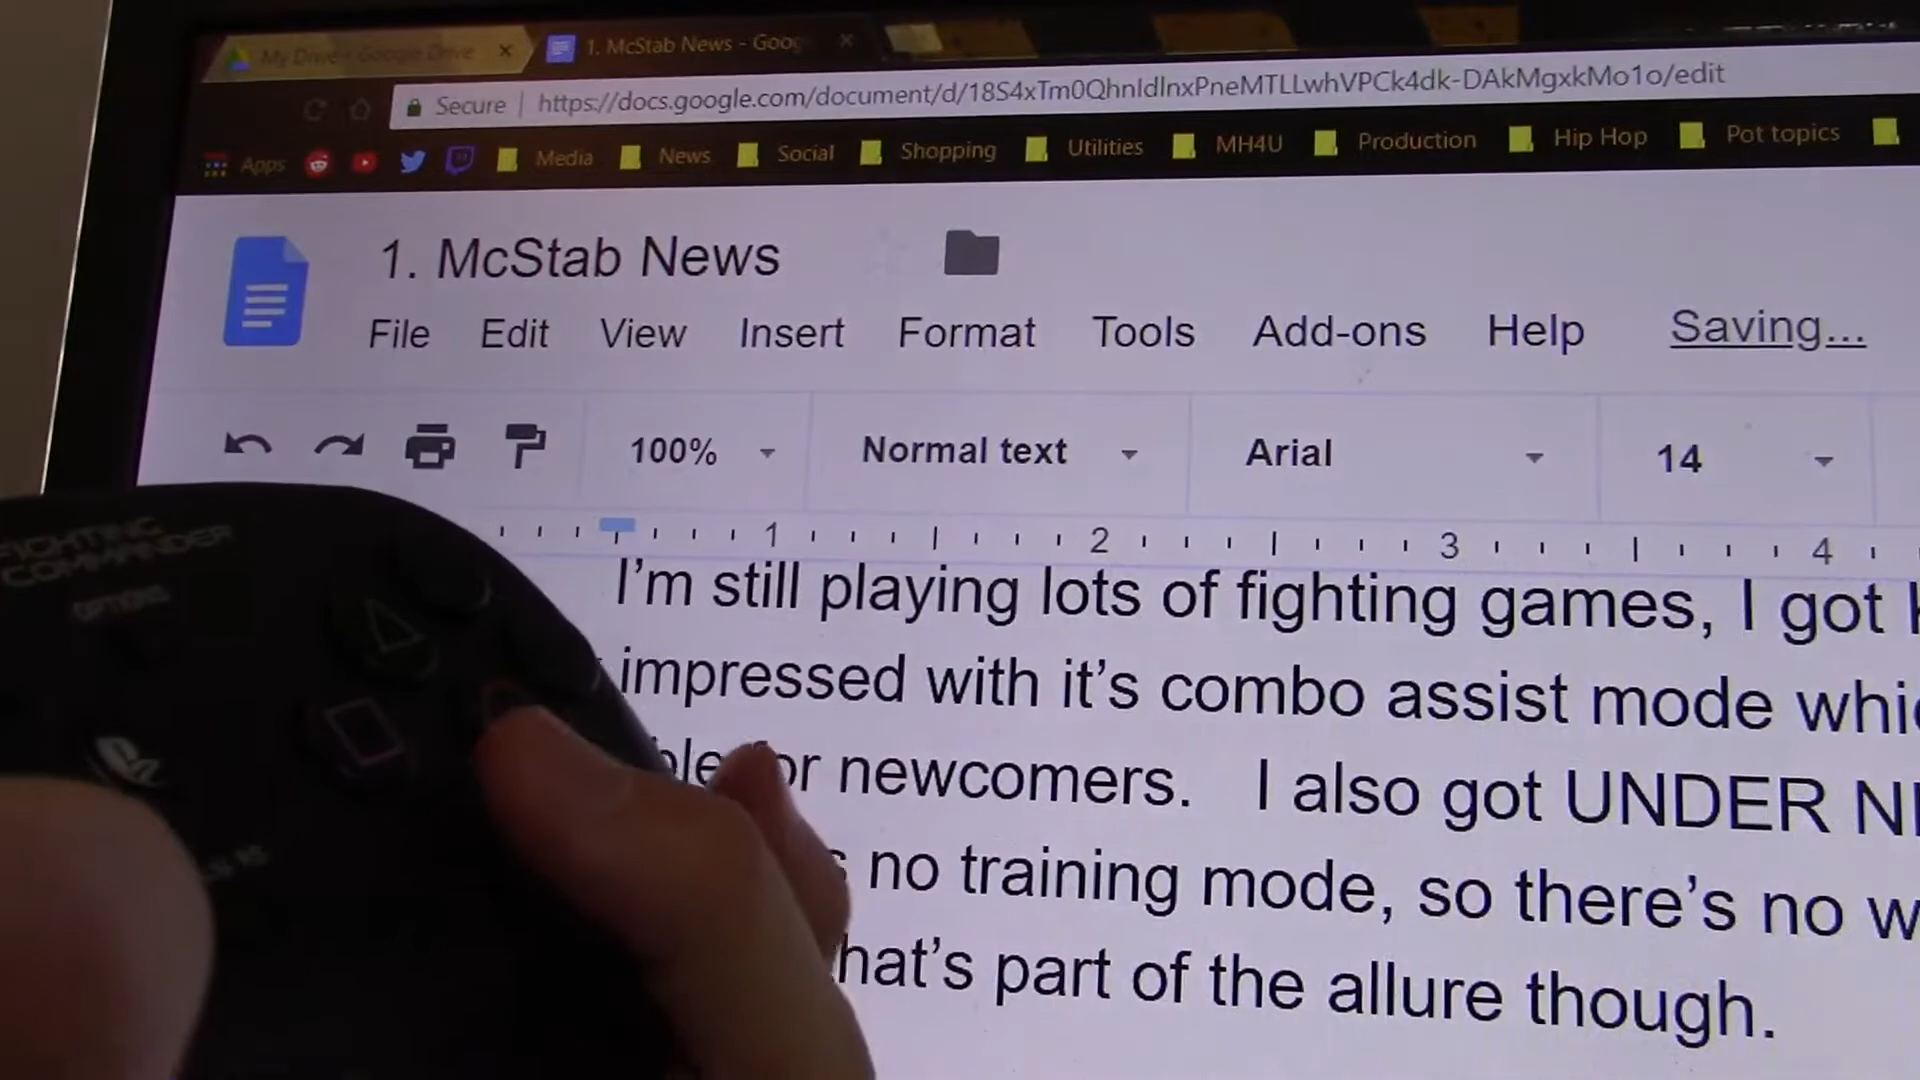 My Drive - Google Drive
1. McStab News - Goog
Secure | https://docs.google.com/document/d/18S4xTm0QhnIdlnxPneMTLLwhVPCk4dk-DAkMgxkMo1o/edit
Apps Media News Social Shopping Utilities MH4U Production Hip Hop Pot topics
1. McStab News
File Edit View Insert Format Tools Add-ons Help Saving...
100% Normal text Arial 14
1 2 3 4
I'm still playing lots of fighting games, I got
impressed with it's combo assist mode whic
newcomers. I also got UNDER NI
no training mode, so there's no w
hat's part of the allure though.
FIGHTING
COMMANDER
OPTIONS